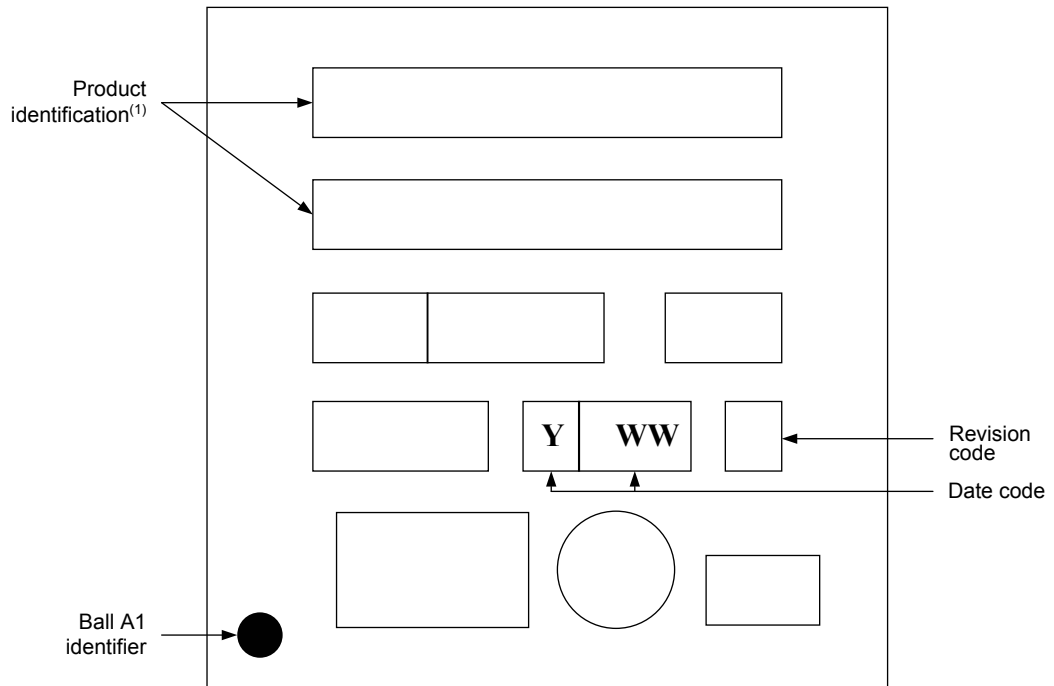 Product
identification(1)
Y WW
Revision
code
Date code
Ball A1
identifier